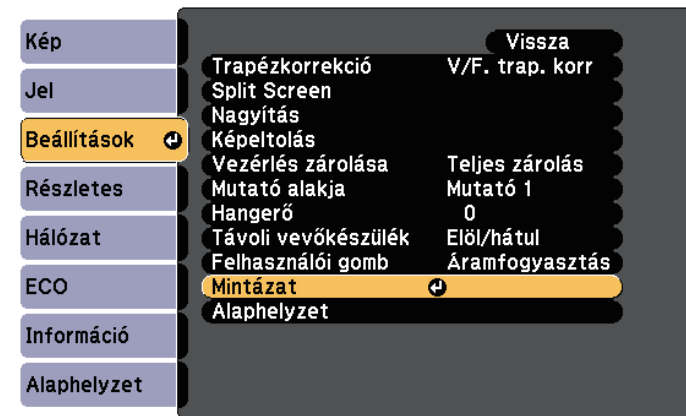 Kép
Jel
Beállítások
Részletes
Hálózat
ECO
Információ
Alaphelyzet
Vissza
Trapézkorrekció V/F. trap. korr
Split Screen
Nagyítás
Képeltolás
Vezérlés zárolása Teljes zárolás
Mutató alakja Mutató 1
Hangerő 0
Távoli vevőkészülék Elöl/hátul
Felhasználói gomb Áramfogyasztás
Mintázat
Alaphelyzet